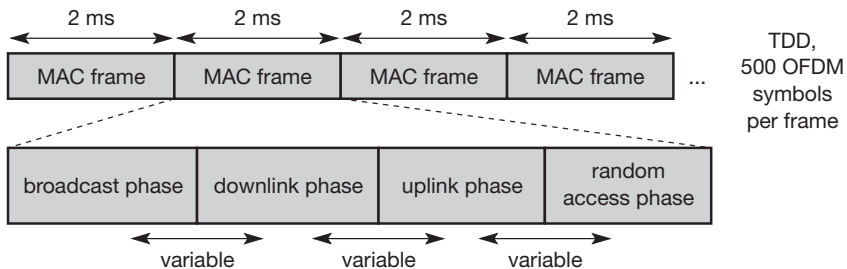 2 ms 2 ms 2 ms 2 ms
MAC frame MAC frame MAC frame MAC frame ...
TDD,
500 OFDM
symbols
per frame
broadcast phase downlink phase uplink phase
random
access phase
variable variable variable